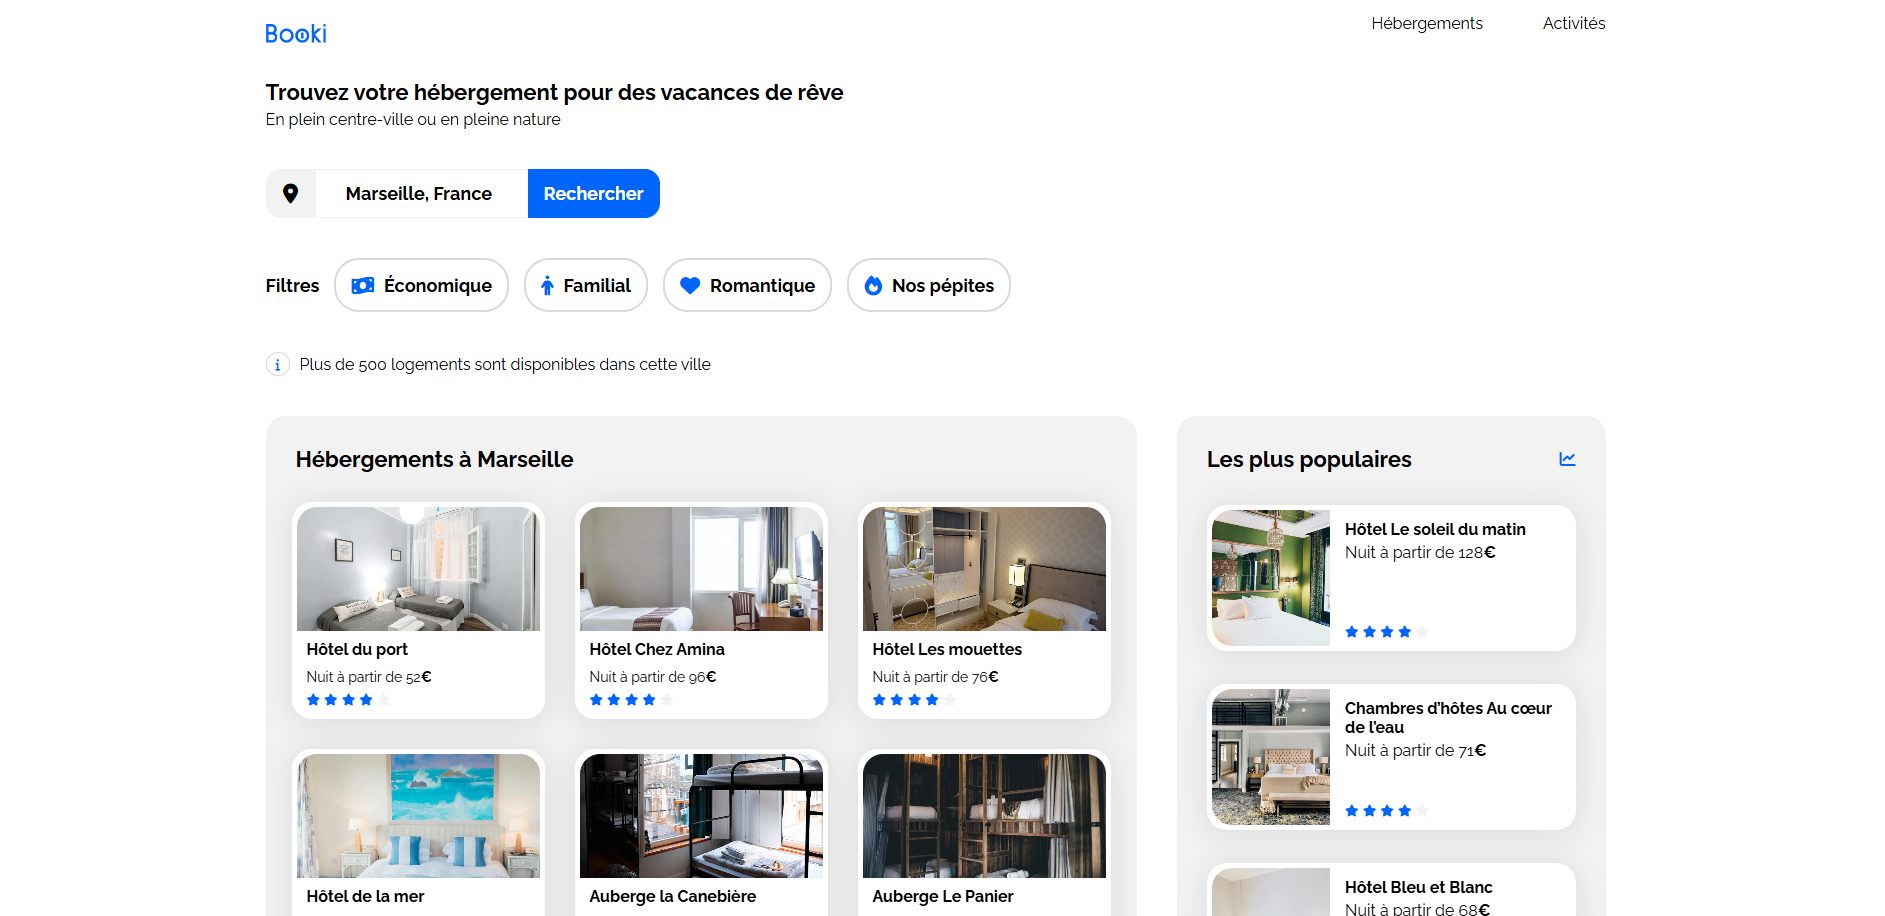 Booki
Hébergements
Activités
Trouvez votre hébergement pour des vacances de rêve
En plein centre-ville ou en pleine nature
Marseille, France
Rechercher
Filtres
Économique
Familial
Romantique
Nos pépites
Plus de 500 logements sont disponibles dans cette ville
Hébergements à Marseille
Hôtel du port
Nuit à partir de 52€
Hôtel Chez Amina
Nuit à partir de 96€
Hôtel Les mouettes
Nuit à partir de 76€
Hôtel de la mer
Auberge la Canebière
Auberge Le Panier
Les plus populaires
Hôtel Le soleil du matin
Nuit à partir de 128€
Chambres d’hôtes Au cœur
de l’eau
Nuit à partir de 71€
Hôtel Bleu et Blanc
Nuit à partir de 68€